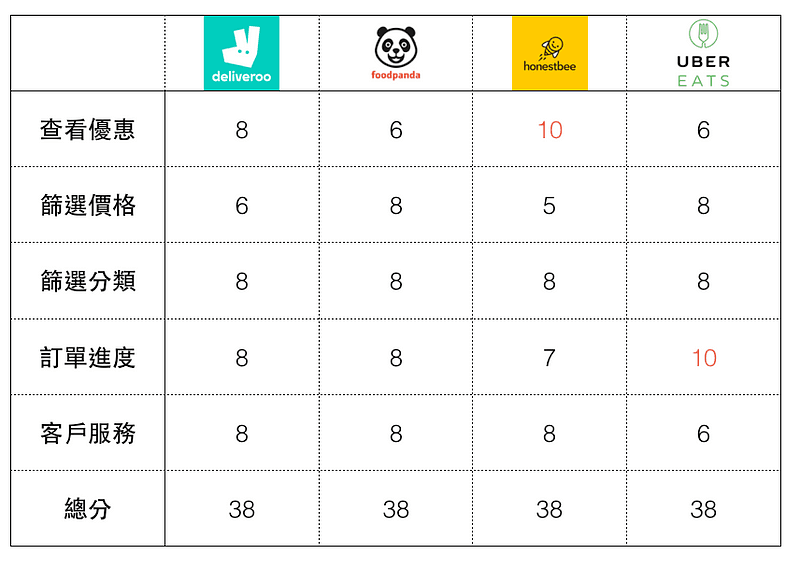 deliveroo foodpanda honestbee UBER EATS
查看優惠 8 6 10 6
篩選價格 6 8 5 8
篩選分類 8 8 8 8
訂單進度 8 8 7 10
客戶服務 8 8 8 6
總分 38 38 38 38